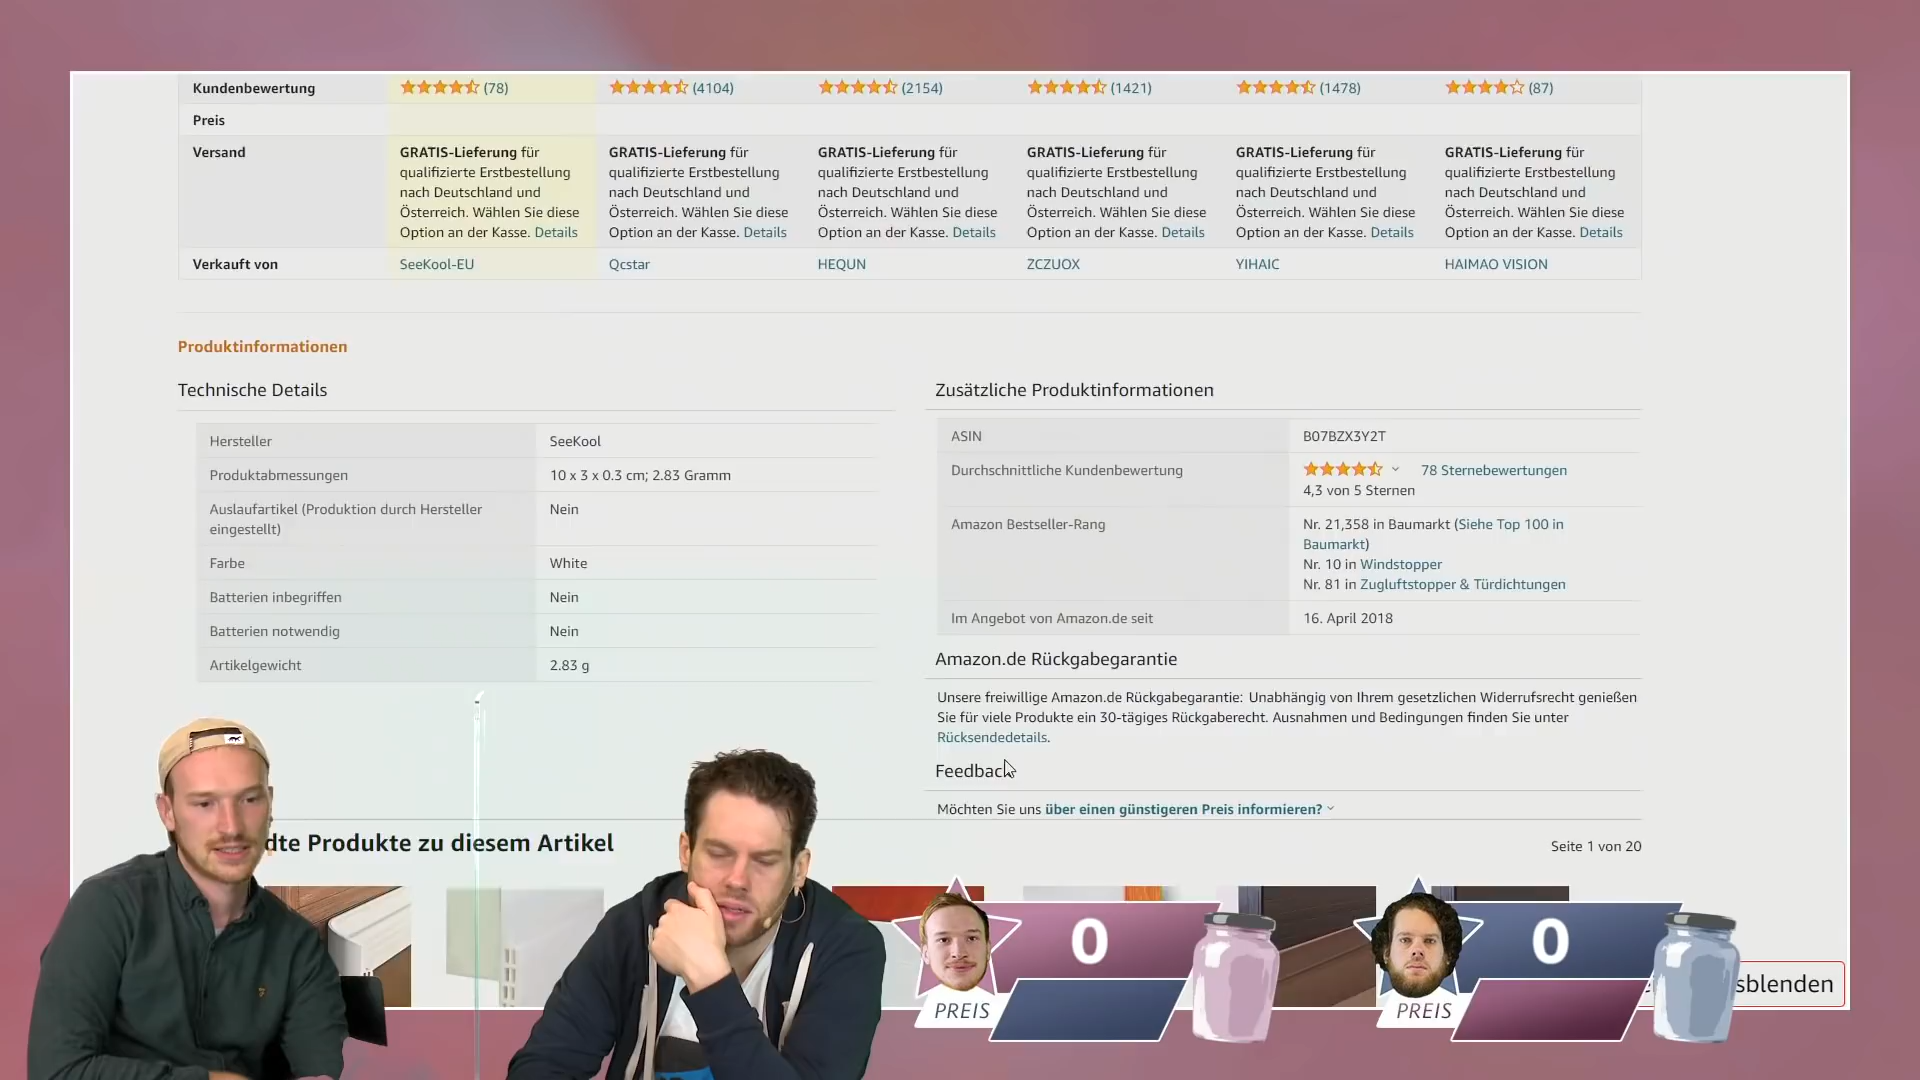 Kundenbewertung (78) (4104) (2154) (1421) (1478) (87)
Preis
Versand
GRATIS-Lieferung für
qualifizierte Erstbestellung
nach Deutschland und
Österreich. Wählen Sie diese
Option an der Kasse. Details
GRATIS-Lieferung für
qualifizierte Erstbestellung
nach Deutschland und
Österreich. Wählen Sie diese
Option an der Kasse. Details
GRATIS-Lieferung für
qualifizierte Erstbestellung
nach Deutschland und
Österreich. Wählen Sie diese
Option an der Kasse. Details
GRATIS-Lieferung für
qualifizierte Erstbestellung
nach Deutschland und
Österreich. Wählen Sie diese
Option an der Kasse. Details
GRATIS-Lieferung für
qualifizierte Erstbestellung
nach Deutschland und
Österreich. Wählen Sie diese
Option an der Kasse. Details
GRATIS-Lieferung für
qualifizierte Erstbestellung
nach Deutschland und
Österreich. Wählen Sie diese
Option an der Kasse. Details
Verkauft von SeeKool-EU Qcstar HEQUN ZCZUOX YIHAIC HAIMAO VISION
Produktinformationen
Technische Details
Hersteller SeeKool
Produktabmessungen 10 x 3 x 0.3 cm; 2.83 Gramm
Auslaufartikel (Produktion durch Hersteller Nein
eingestellt)
Farbe White
Batterien inbegriffen Nein
Batterien notwendig Nein
Artikelgewicht 2.83 g
Zusätzliche Produktinformationen
ASIN B07BZX3Y2T
Durchschnittliche Kundenbewertung 78 Sternebewertungen
4,3 von 5 Sternen
Amazon Bestseller-Rang Nr. 21,358 in Baumarkt (Siehe Top 100 in
Baumarkt)
Nr. 10 in Windstopper
Nr. 81 in Zugluftstopper & Türdichtungen
Im Angebot von Amazon.de seit 16. April 2018
Amazon.de Rückgabegarantie
Unsere freiwillige Amazon.de Rückgabegarantie: Unabhängig von Ihrem gesetzlichen Widerrufsrecht genießen
Sie für viele Produkte ein 30-tägiges Rückgaberecht. Ausnahmen und Bedingungen finden Sie unter
Rücksendedetails.
Feedback
Möchten Sie uns über einen günstigeren Preis informieren?
dte Produkte zu diesem Artikel
Seite 1 von 20
0
PREIS
0
PREIS
sblenden